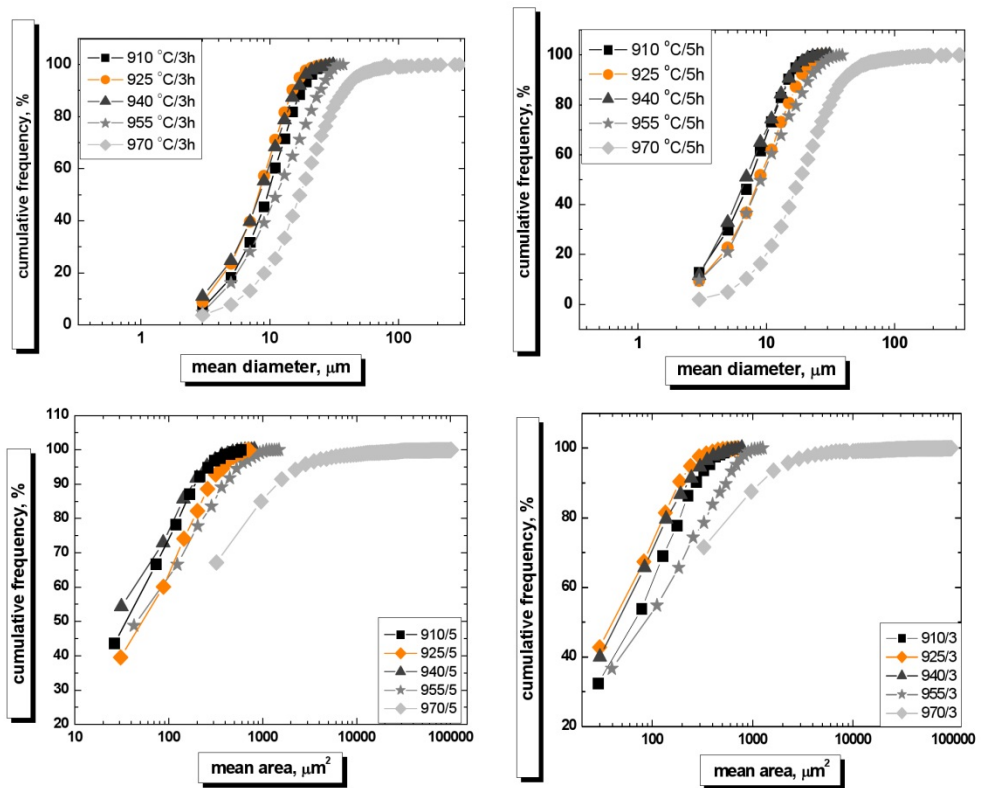 cumulative frequency, %
100
80
60
40
20
0
910 °C/3h
925 °C/3h
940 °C/3h
955 °C/3h
970 °C/3h
1
10
100
mean diameter, μm
cumulative frequency, %
100
80
60
40
20
0
910 °C/5h
925 °C/5h
940 °C/5h
955 °C/5h
970 °C/5h
1
10
100
mean diameter, μm
cumulative frequency, %
110
100
90
80
70
60
50
40
30
20
910/5
925/5
940/5
955/5
970/5
10
100
1000
10000
100000
mean area, μm²
cumulative frequency, %
100
80
60
40
20
910/3
925/3
940/3
955/3
970/3
100
1000
10000
100000
mean area, μm²